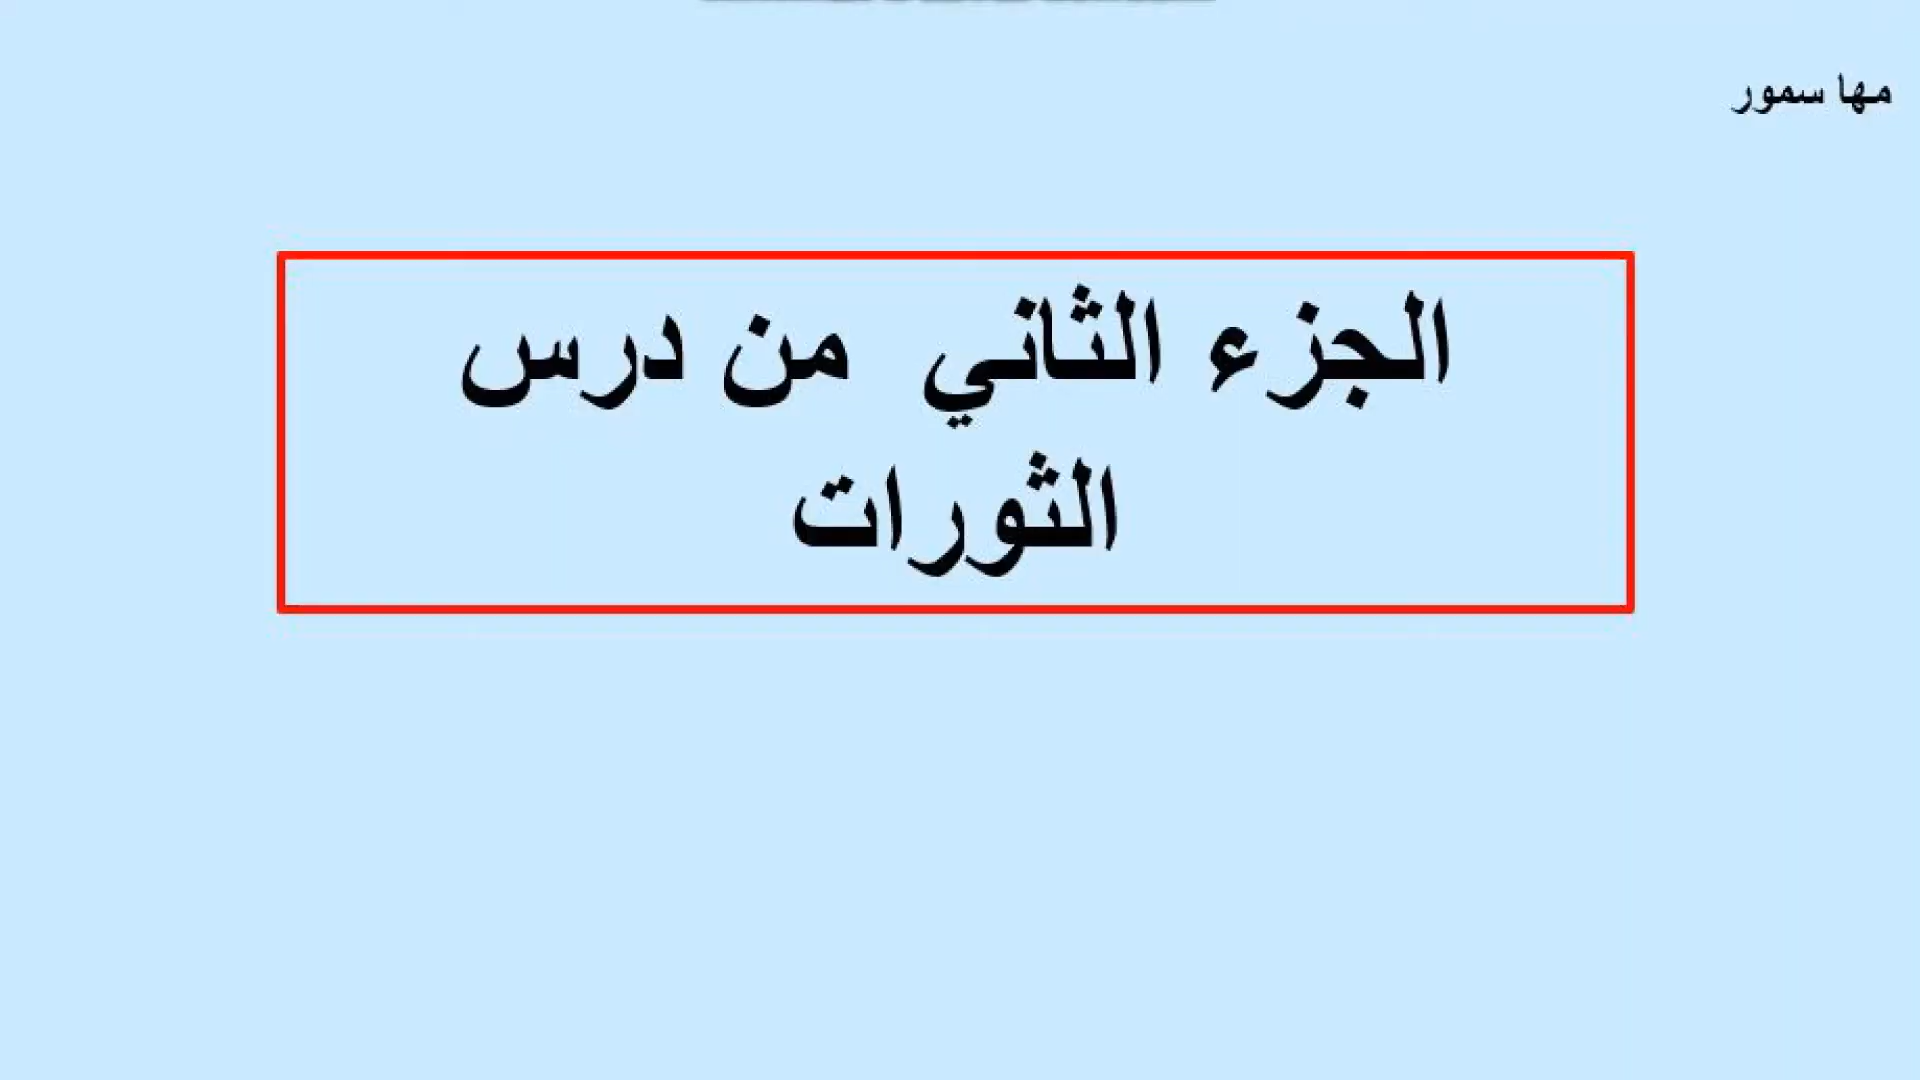 مها سمور
الجزء الثاني من درس
الثورات